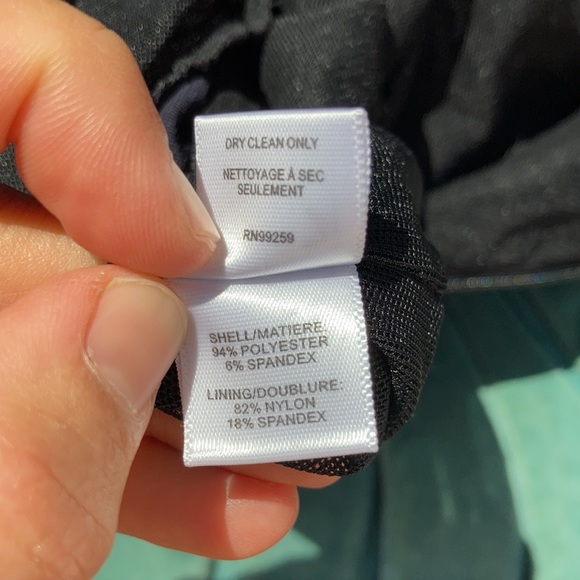 DRY CLEAN ONLY
NETTOYAGE À SEC
SEULEMENT
RN99259
SHELL/MATIERE:
94% POLYESTER
6% SPANDEX
LINING/DOUBLURE:
82% NYLON
18% SPANDEX